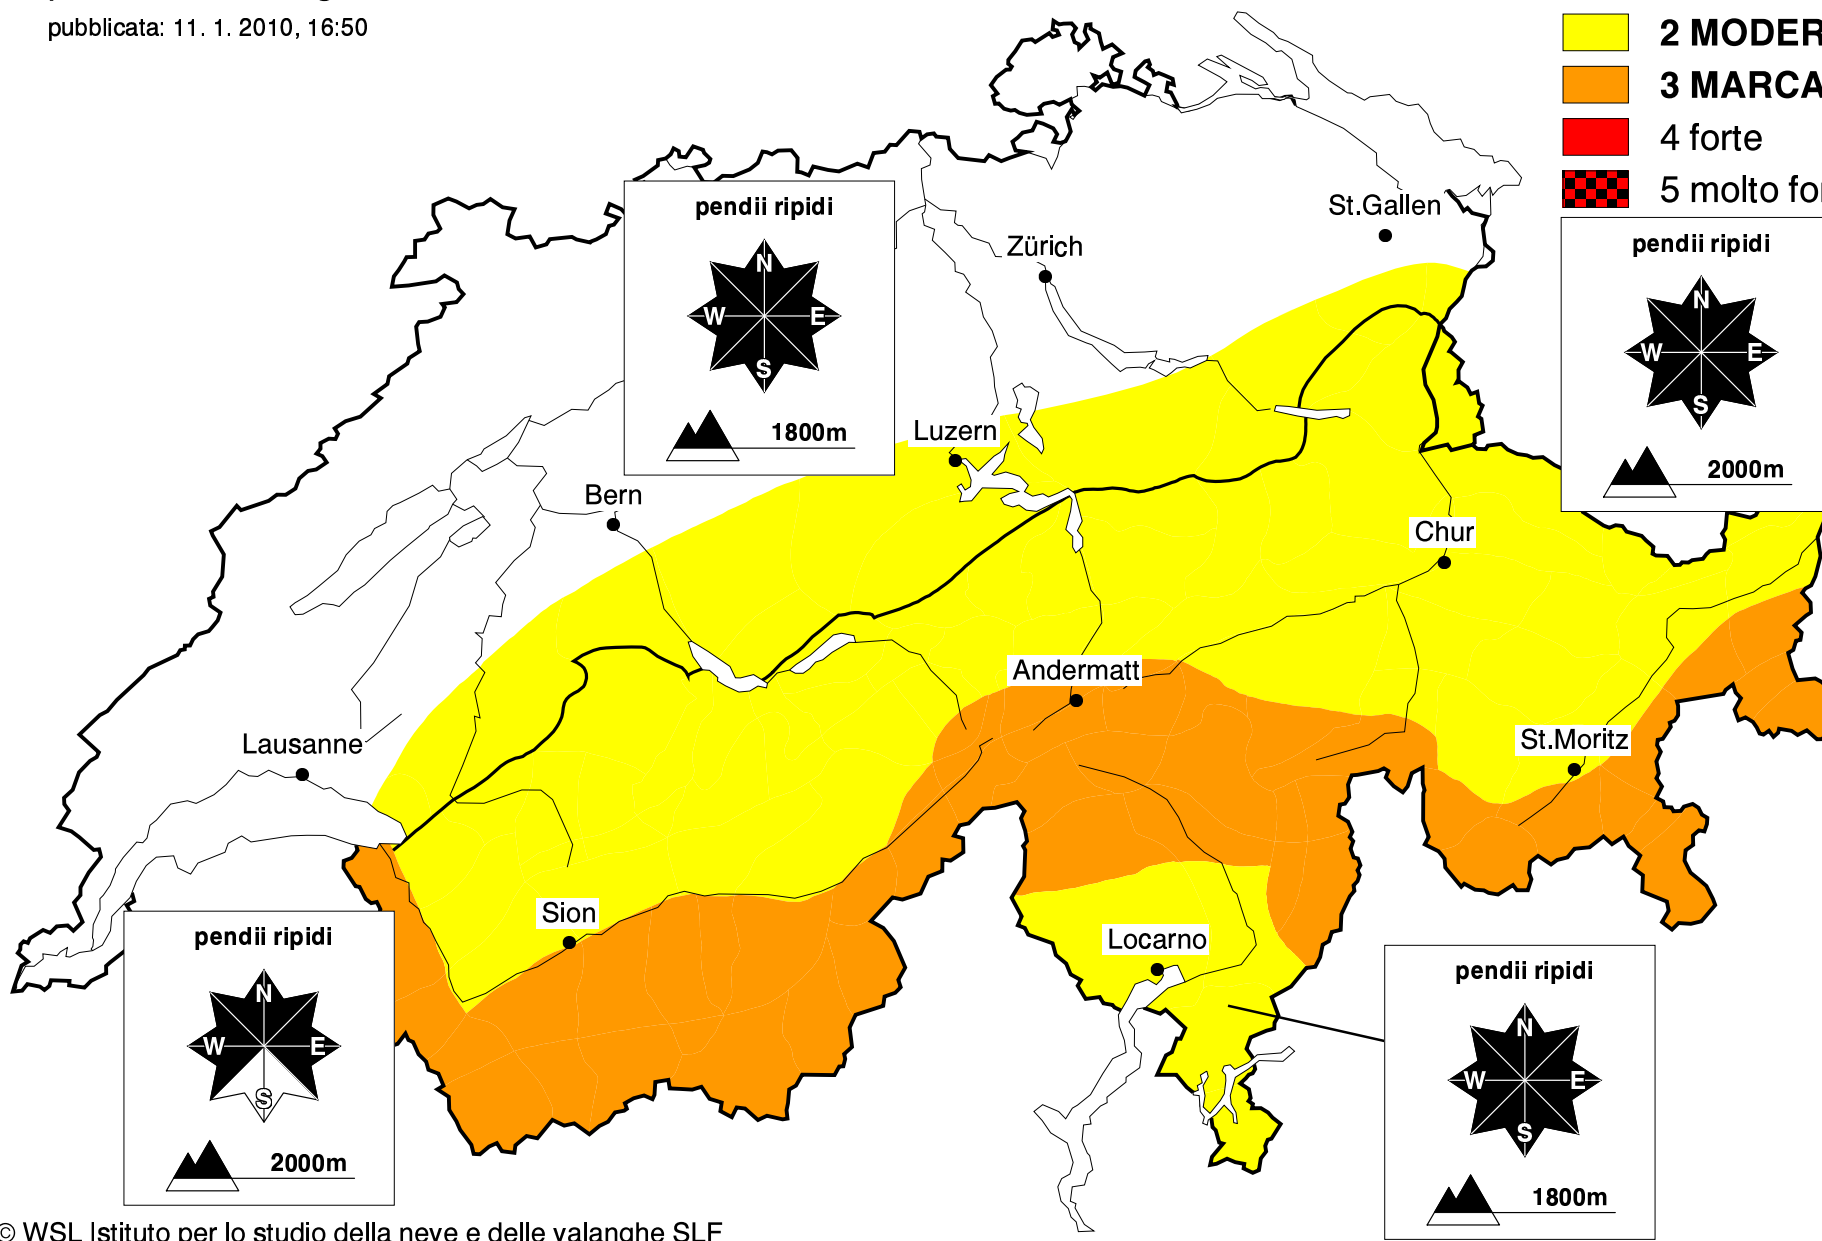 pubblicata: 11. 1. 2010, 16:50
2 MODER
3 MARCA
4 forte
5 molto for
St.Gallen
Zürich
pendii ripidi
N
W E
S
1800m
pendii ripidi
N
W E
S
2000m
Luzern
Bern
Chur
Andermatt
Lausanne
St.Moritz
Sion
Locarno
pendii ripidi
N
W E
S
2000m
pendii ripidi
N
W E
S
1800m
© WSL Istituto per lo studio della neve e delle valanghe SLF